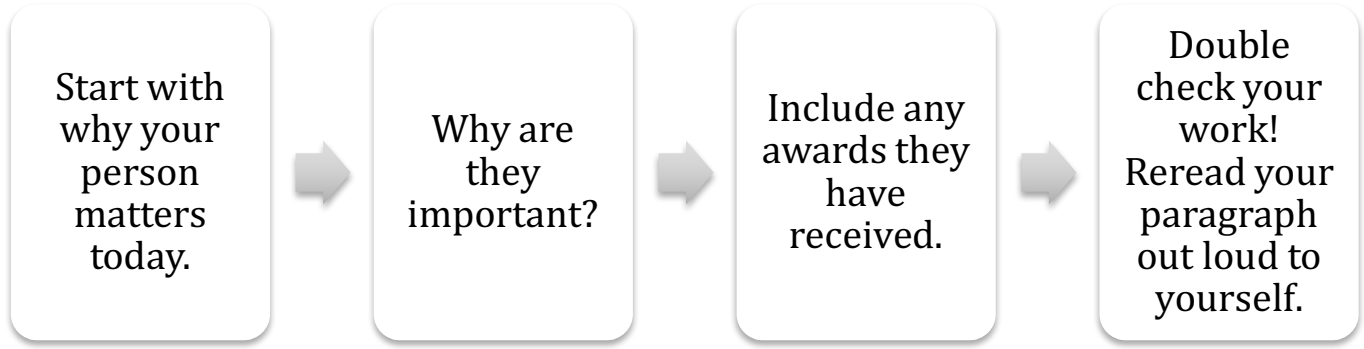 Start with
why your
person
matters
today.
Why are
they
important?
Include any
awards they
have
received.
Double
check your
work!
Reread your
paragraph
out loud to
yourself.